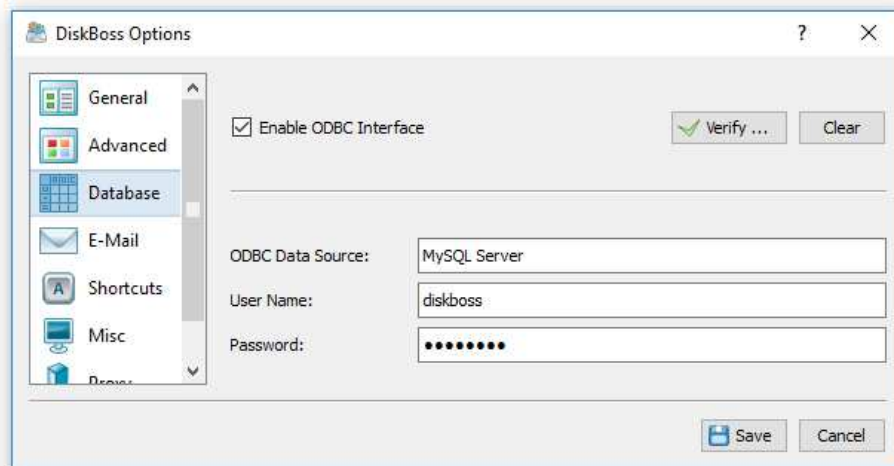 DiskBoss Options
?
General
Advanced
Database
E-Mail
A
Shortcuts
Misc
Proxy
Enable ODBC Interface
Verify ...
Clear
ODBC Data Source:
MySQL Server
User Name:
diskboss
Password:
●●●●●●●●
Save
Cancel